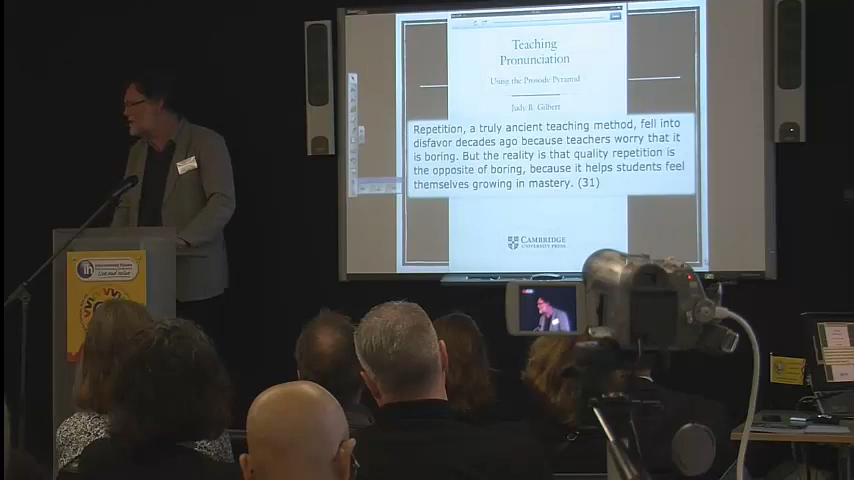 Teaching
Pronunciation
Using the Prosody Pyramid
Judy B. Gilbert
Repetition, a truly ancient teaching method, fell into
disfavor decades ago because teachers worry that it
is boring. But the reality is that quality repetition is
the opposite of boring, because it helps students feel
themselves growing in mastery. (31)
CAMBRIDGE
UNIVERSITY PRESS
ih